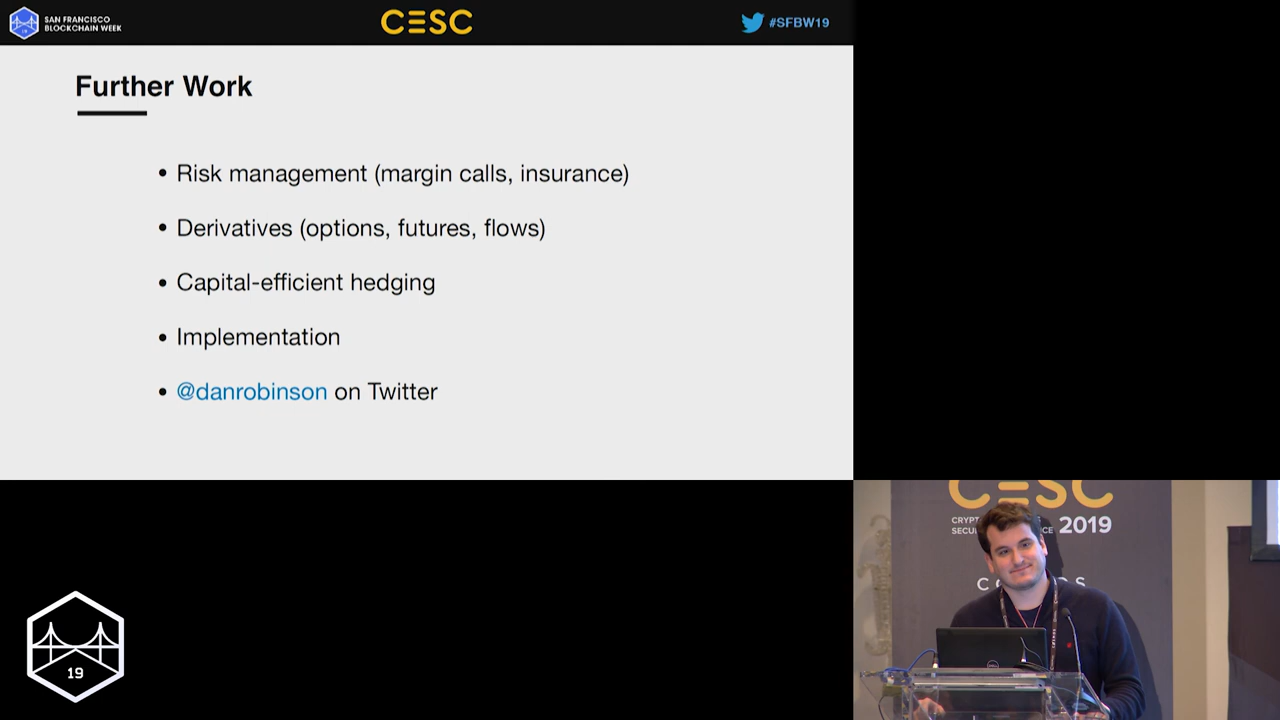 SAN FRANCISCO
BLOCKCHAIN WEEK
19
CESC
#SFBW19
Further Work
• Risk management (margin calls, insurance)
• Derivatives (options, futures, flows)
• Capital-efficient hedging
• Implementation
• @danrobinson on Twitter
19
CESC
2019